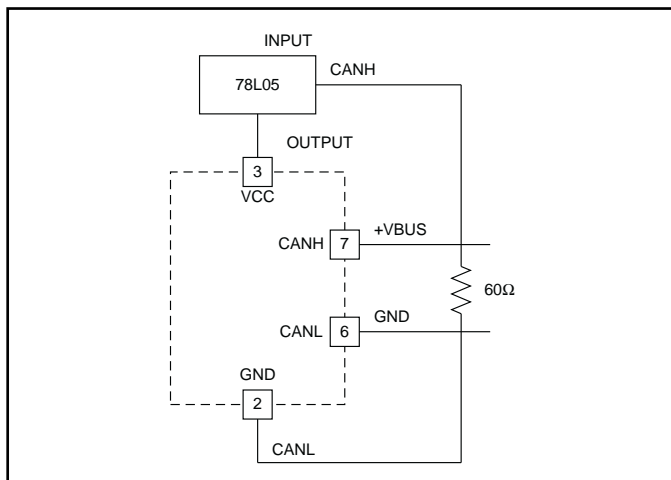 INPUT
78L05
CANH
OUTPUT
3
VCC
CANH
7
+VBUS
60Ω
CANL
6
GND
GND
2
CANL